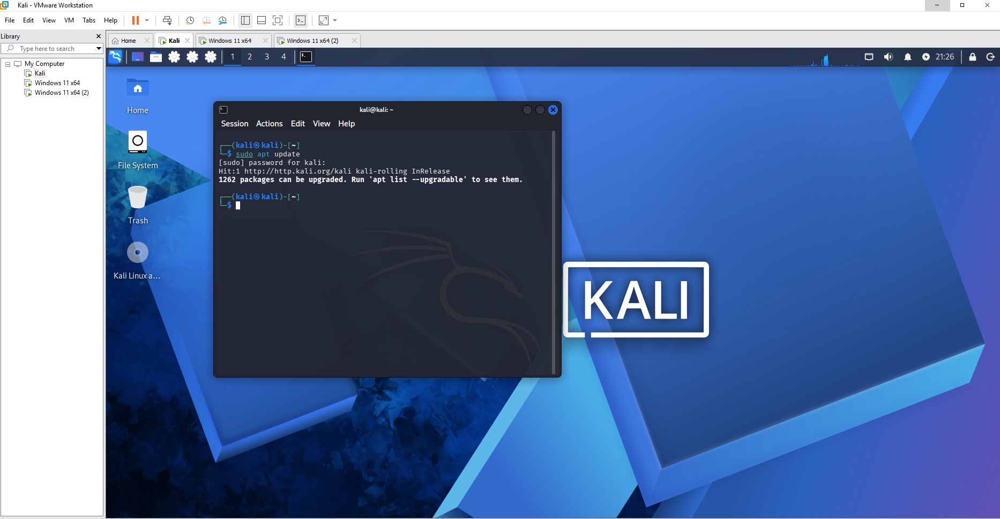 Kali - VMware Workstation
File Edit View VM Tabs Help
Library
Type here to search
My Computer
Kali
Windows 11 x64
Windows 11 x64 (2)
Home Kali Windows 11 x64 Windows 11 x64 (2)
1 2 3 4 21:26
Home
File System
Trash
Kali Linux a...
kali@kali: ~
Session Actions Edit View Help
┌──(kali㉿kali)-[~]
└─$ sudo apt update
[sudo] password for kali:
Hit:1 http://http.kali.org/kali kali-rolling InRelease
1262 packages can be upgraded. Run 'apt list --upgradable' to see them.
┌──(kali㉿kali)-[~]
└─$
KALI